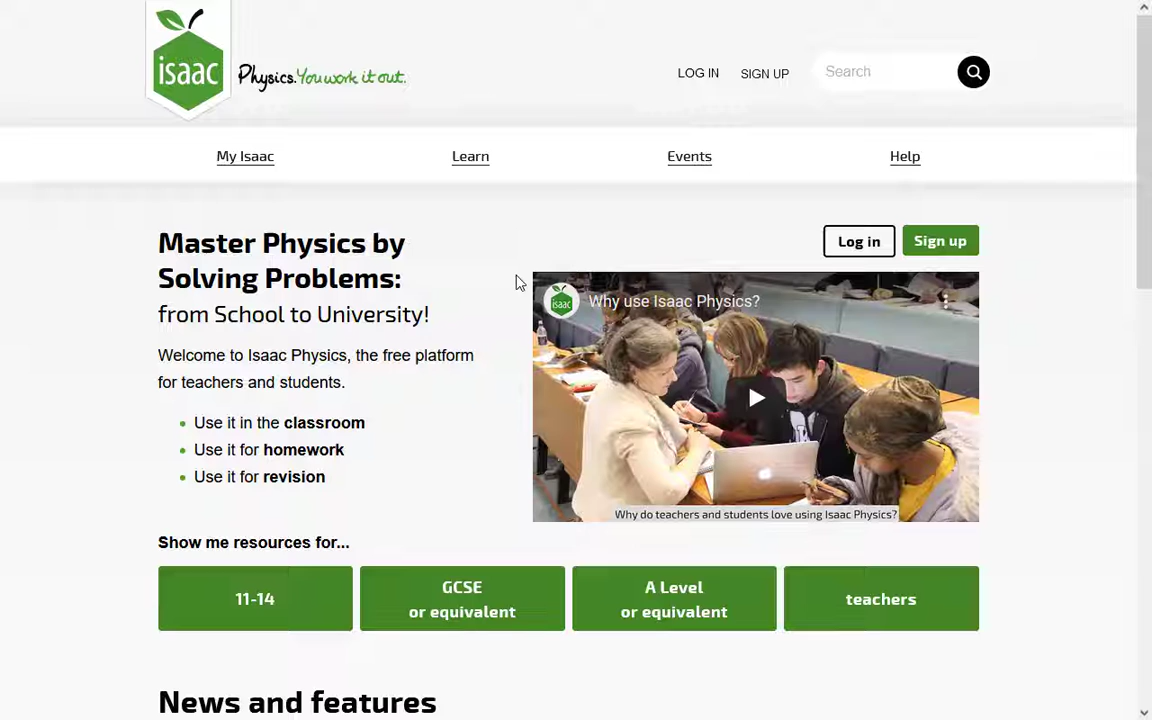 isaac
Physics. You work it out.
LOG IN
SIGN UP
Search
My Isaac
Learn
Events
Help
Master Physics by
Solving Problems:
from School to University!
Welcome to Isaac Physics, the free platform
for teachers and students.
Use it in the classroom
Use it for homework
Use it for revision
Log in
Sign up
isaac
Why use Isaac Physics?
Why do teachers and students love using Isaac Physics?
Show me resources for...
11-14
GCSE
or equivalent
A Level
or equivalent
teachers
News and features